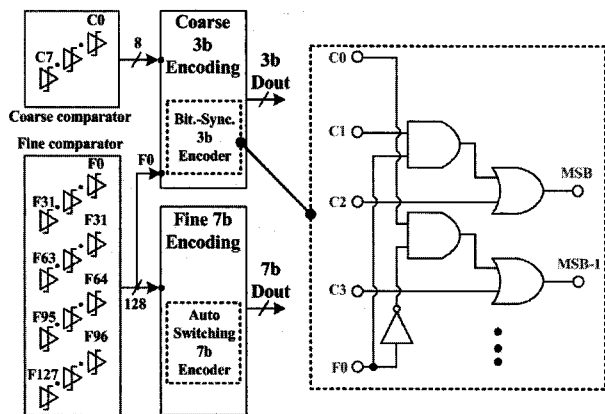 C0
C7
Coarse comparator
8
Coarse
3b
Encoding
Bit.-Sync.
3b
Encoder
3b
Dout
Fine comparator
F0
F31
F31
F63
F64
F95
F96
F127
F0
128
Fine 7b
Encoding
Auto
Switching
7b
Encoder
7b
Dout
C0
C1
C2
C3
F0
MSB
MSB-1